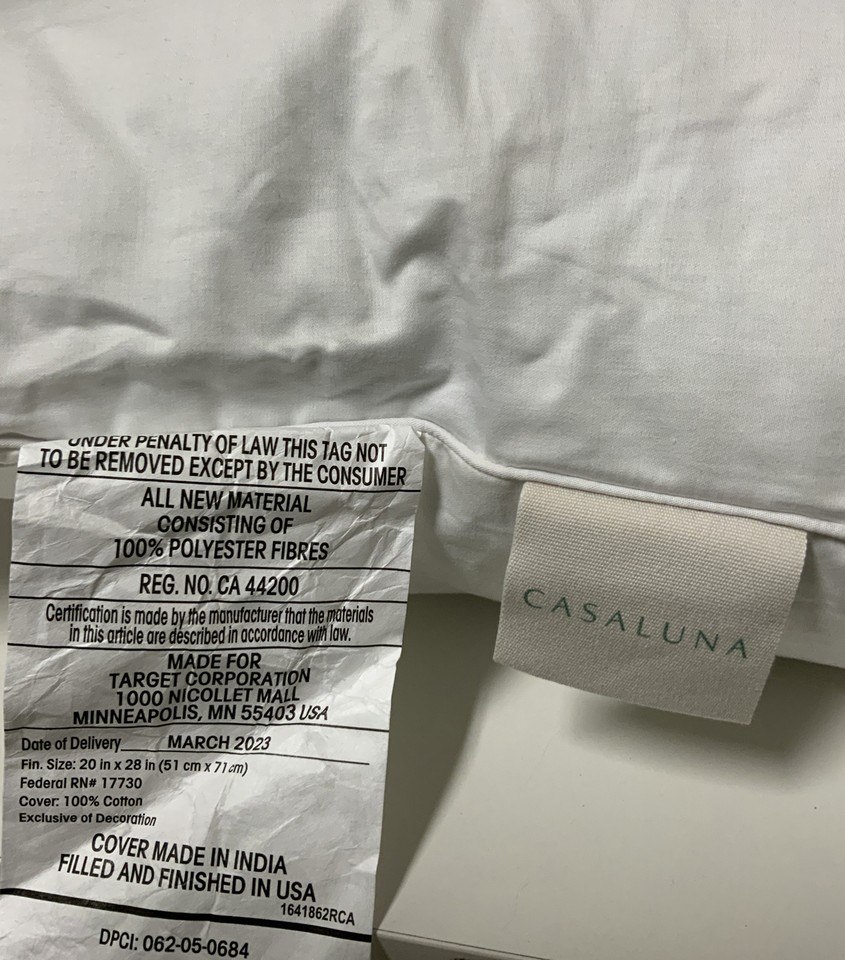 UNDER PENALTY OF LAW THIS TAG NOT
TO BE REMOVED EXCEPT BY THE CONSUMER
ALL NEW MATERIAL
CONSISTING OF
100% POLYESTER FIBRES
REG. NO. CA 44200
Certification is made by the manufacturer that the materials
in this article are described in accordance with law.
MADE FOR
TARGET CORPORATION
1000 NICOLLET MALL
MINNEAPOLIS, MN 55403 USA
Date of Delivery MARCH 2023
Fin. Size: 20 in x 28 in (51 cm x 71 cm)
Federal RN# 17730
Cover: 100% Cotton
Exclusive of Decoration
COVER MADE IN INDIA
FILLED AND FINISHED IN USA
1641862RCA
DPCI: 062-05-0684
CASALUNA